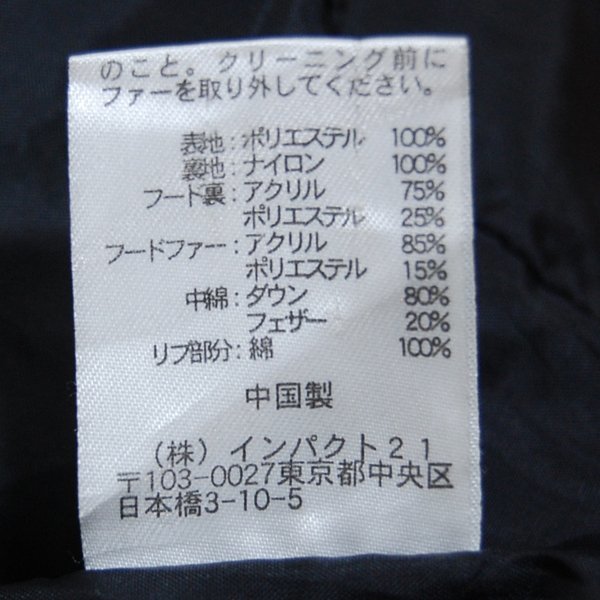 のこと。クリーニング前に
ファーを取り外してください。
表地：ポリエステル 100%
裏地：ナイロン 100%
フード裏：アクリル 75%
ポリエステル 25%
フードファー：アクリル 85%
ポリエステル 15%
中綿：ダウン 80%
フェザー 20%
リブ部分：綿 100%
中国製
（株）インパクト２１
〒103-0027東京都中央区
日本橋3-10-5